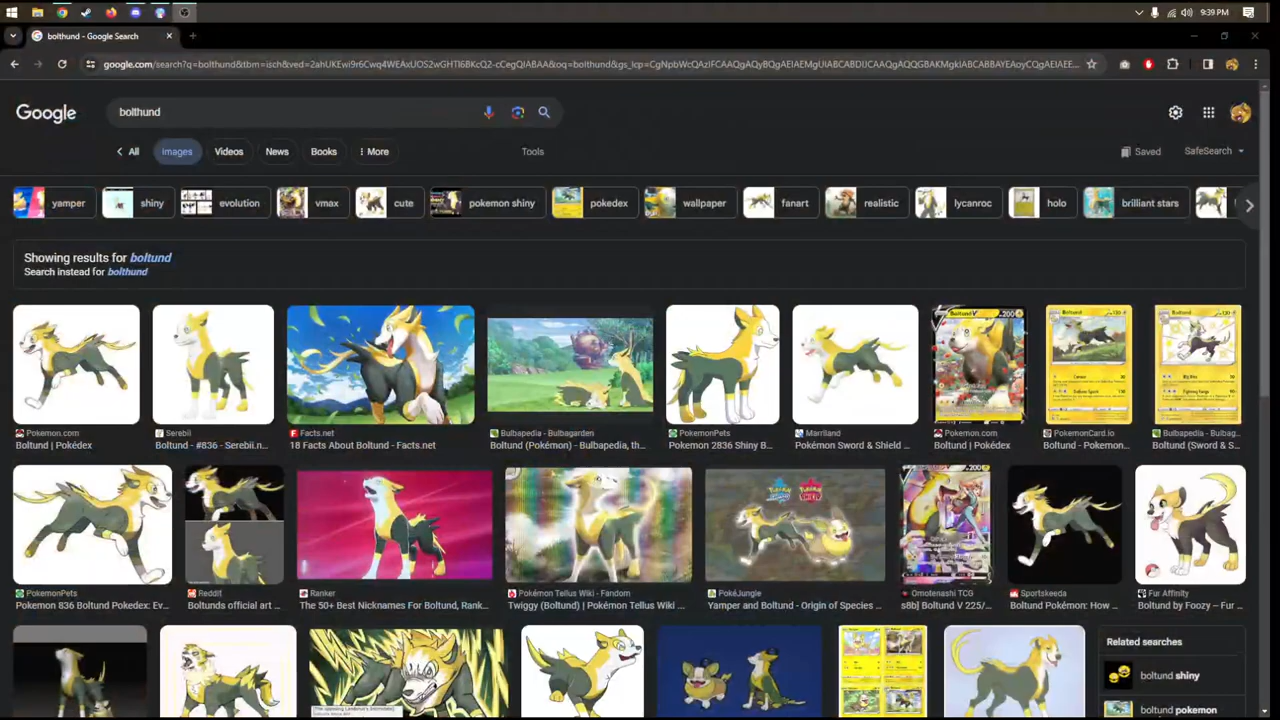 9:39 PM
bolthund - Google Search
google.com/search?q=bolthund&tbm=isch&ved=2ahUKEwi9r6Cwq4WEAxUOS2wGHTI6BKcQ2-cCegQIABAA&oq=bolthund&gs_lcp=CgNpbWcQAzIFCAAQgAQyBQgAEIAEMgUIABCABDIJCAAQgAQQGBAKMgkIABCABBAYEAoyCQgAEIAE...
Google
bolthund
All Images Videos News Books More Tools Saved SafeSearch
yamper shiny evolution vmax cute pokemon shiny pokedex wallpaper fanart realistic lycanroc holo brilliant stars
Showing results for boltund
Search instead for bolthund
Pokemon.com Serebii Facts.net Bulbapedia - Bulbagarden PokemonPets Marriland Pokemon.com PokemonCard.io Bulbapedia - Bulbag...
Boltund | Pokédex Boltund - #836 - Serebii.n... 18 Facts About Boltund - Facts.net Boltund (Pokémon) - Bulbapedia, th... Pokemon 2836 Shiny B... Pokémon Sword & Shield ... Boltund | Pokédex Boltund - Pokemon... Boltund (Sword & S...
PokemonPets Reddit Ranker Pokémon Tellus Wiki - Fandom PokéJungle Omotenashi TCG Sportskeeda Fur Affinity
Pokemon 836 Boltund Pokedex: Ev... Boltunds official art ... The 50+ Best Nicknames For Boltund, Rank... Twiggy (Boltund) | Pokémon Tellus Wiki ... Yamper and Boltund - Origin of Species ... s8b] Boltund V 225/... Boltund Pokémon: How ... Boltund by Foozy – Fur ...
Related searches
boltund shiny
boltund pokemon